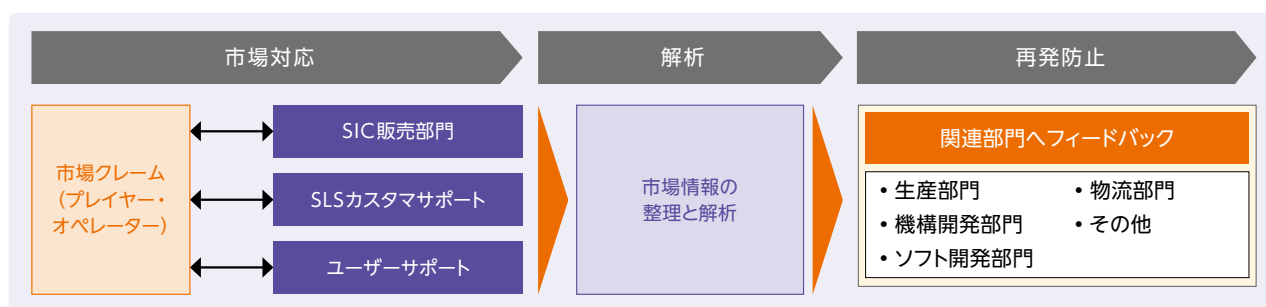 市場対応
解析
再発防止
市場クレーム
(プレイヤー・
オペレーター)
SIC販売部門
SLSカスタマサポート
ユーザーサポート
市場情報の
整理と解析
関連部門へフィードバック
• 生産部門
• 機構開発部門
• ソフト開発部門
• 物流部門
• その他